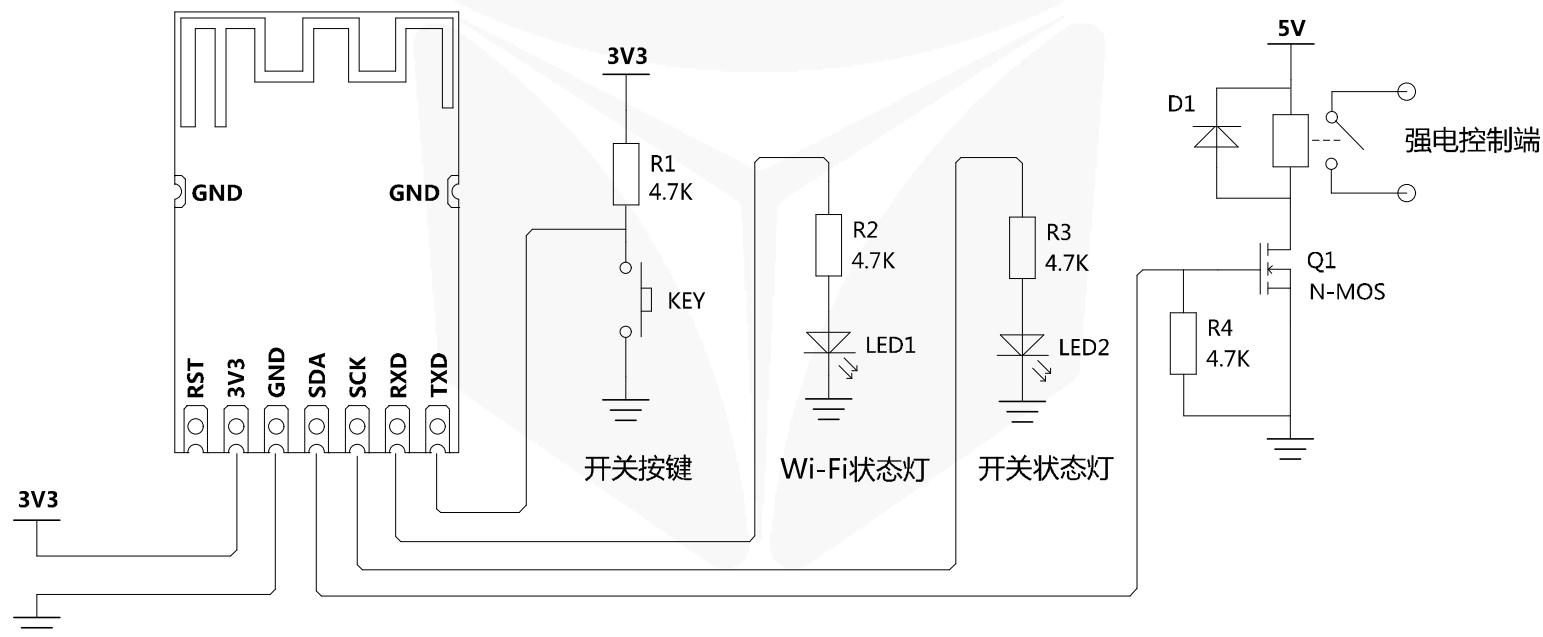 GND
GND
RST
3V3
GND
SDA
SCK
RXD
TXD
3V3
3V3
R1
4.7K
KEY
开关按键
R2
4.7K
LED1
Wi-Fi状态灯
R3
4.7K
LED2
开关状态灯
5V
D1
强电控制端
Q1
N-MOS
R4
4.7K